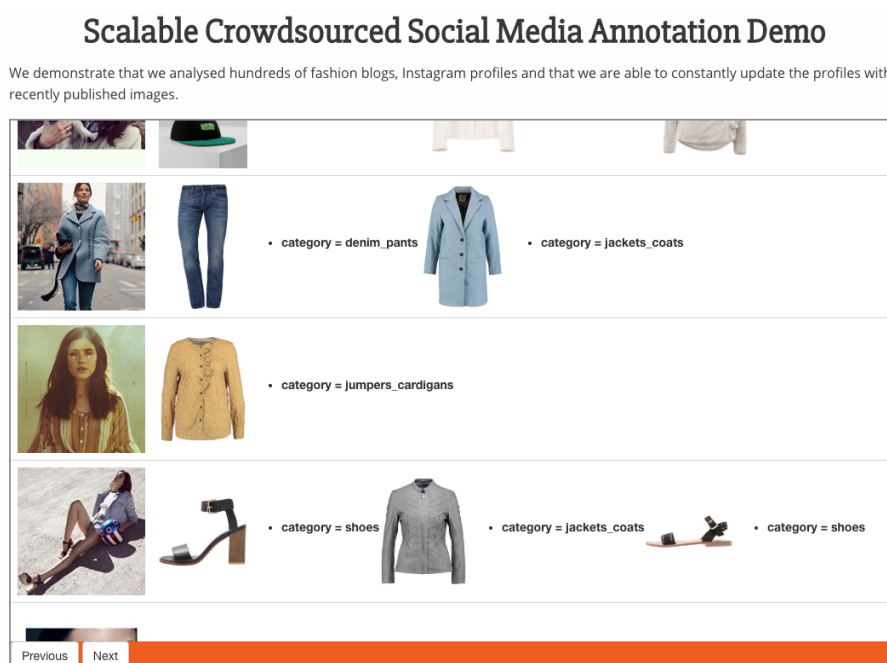 Scalable Crowdsourced Social Media Annotation Demo
We demonstrate that we analysed hundreds of fashion blogs, Instagram profiles and that we are able to constantly update the profiles with
recently published images.
• category = denim_pants • category = jackets_coats
• category = jumpers_cardigans
• category = shoes • category = jackets_coats • category = shoes
Previous Next